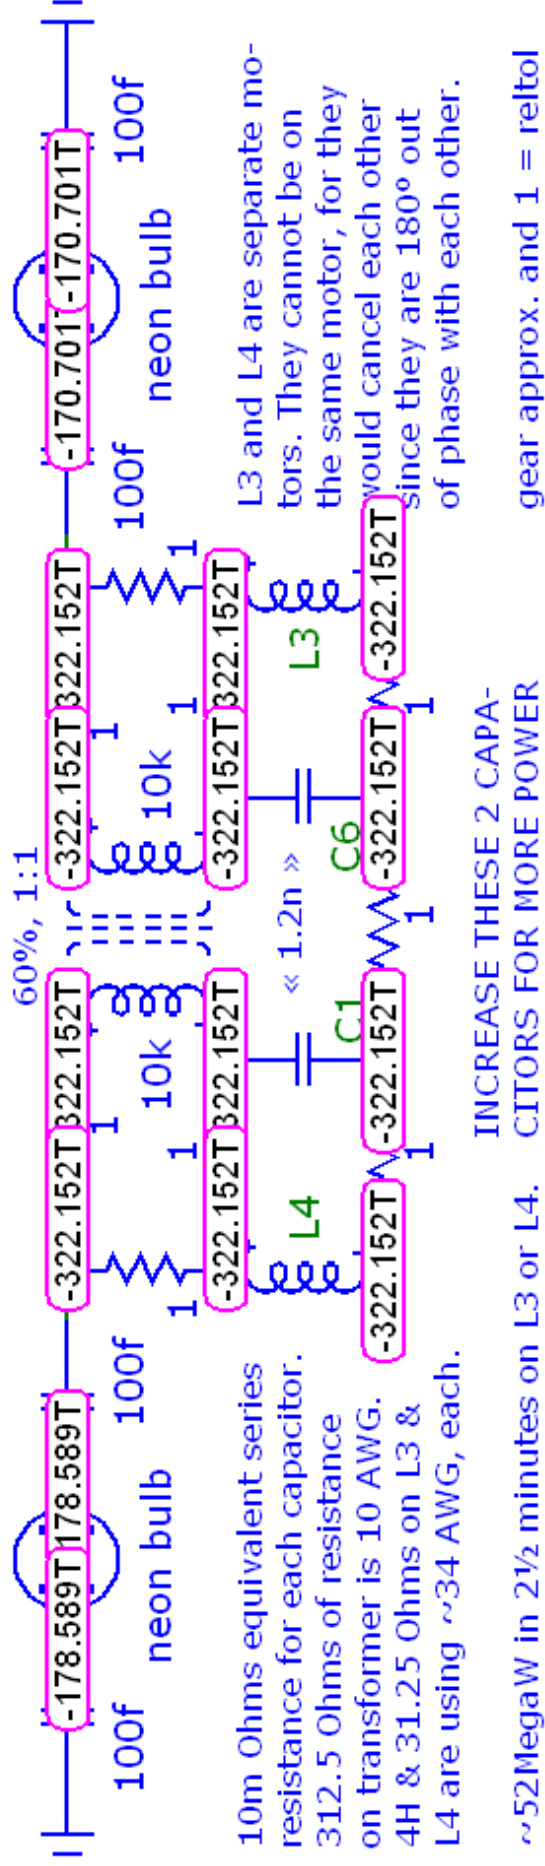 60%, 1:1
-178.589T 178.589T -322.152T 322.152T -322.152T 322.152T -170.701 -170.701T
1 1
100f neon bulb 100f 10k 10k 100f neon bulb 100f
1 1 1 1
-322.152T 322.152T -322.152T 322.152T
10m Ohms equivalent series
resistance for each capacitor.
312.5 Ohms of resistance
on transformer is 10 AWG.
4H & 31.25 Ohms on L3 &
L4 are using ~34 AWG, each.
L4 « 1.2n » L3
C1 C6
-322.152T -322.152T -322.152T -322.152T
1 1 1
L3 and L4 are separate mo-
tors. They cannot be on
the same motor, for they
would cancel each other
since they are 180º out
of phase with each other.
INCREASE THESE 2 CAPA-
CITORS FOR MORE POWER
~52MegaW in 2½ minutes on L3 or L4.
gear approx. and 1 = reltol